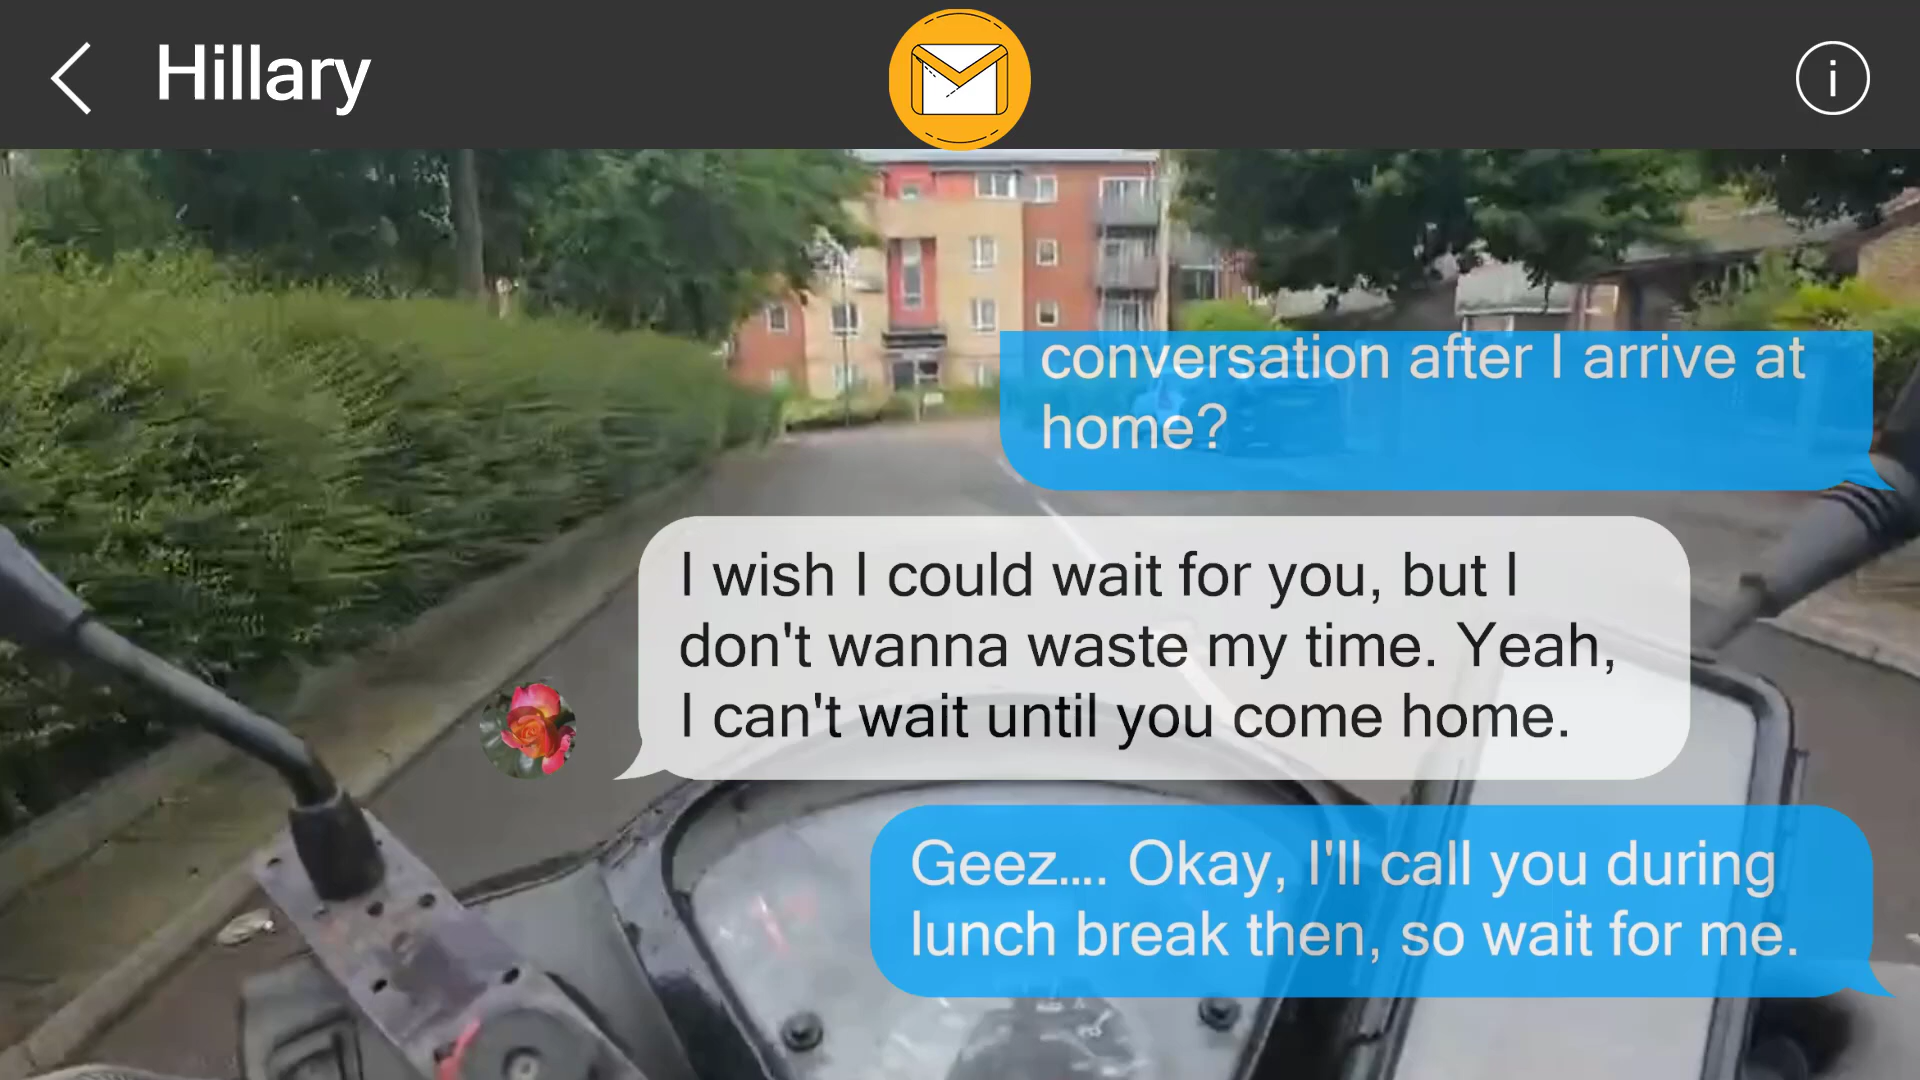 Hillary
conversation after I arrive at
home?
I wish I could wait for you, but I
don't wanna waste my time. Yeah,
I can't wait until you come home.
Geez.... Okay, I'll call you during
lunch break then, so wait for me.